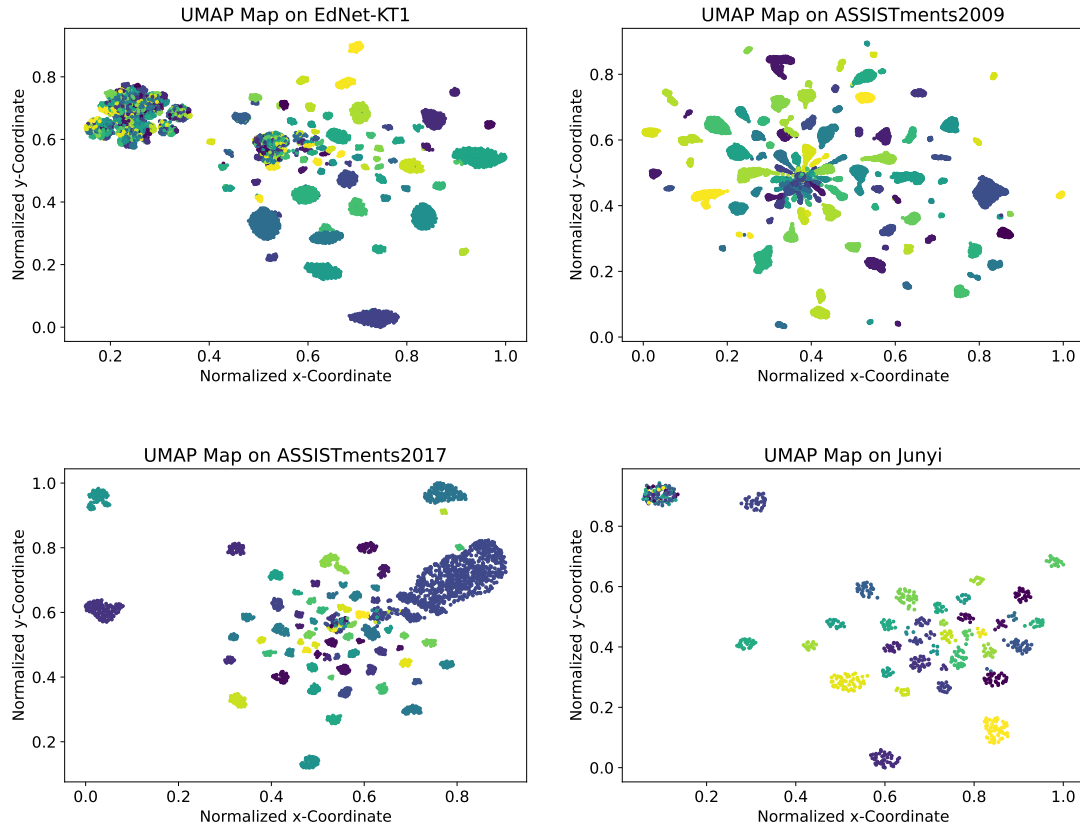 UMAP Map on EdNet-KT1
Normalized y-Coordinate
0.8
0.6
0.4
0.2
0.0
0.2 0.4 0.6 0.8 1.0
Normalized x-Coordinate
UMAP Map on ASSISTments2009
Normalized y-Coordinate
0.8
0.6
0.4
0.2
0.0
0.0 0.2 0.4 0.6 0.8 1.0
Normalized x-Coordinate
UMAP Map on ASSISTments2017
Normalized y-Coordinate
1.0
0.8
0.6
0.4
0.2
0.0 0.2 0.4 0.6 0.8
Normalized x-Coordinate
UMAP Map on Junyi
Normalized y-Coordinate
0.8
0.6
0.4
0.2
0.0
0.2 0.4 0.6 0.8 1.0
Normalized x-Coordinate